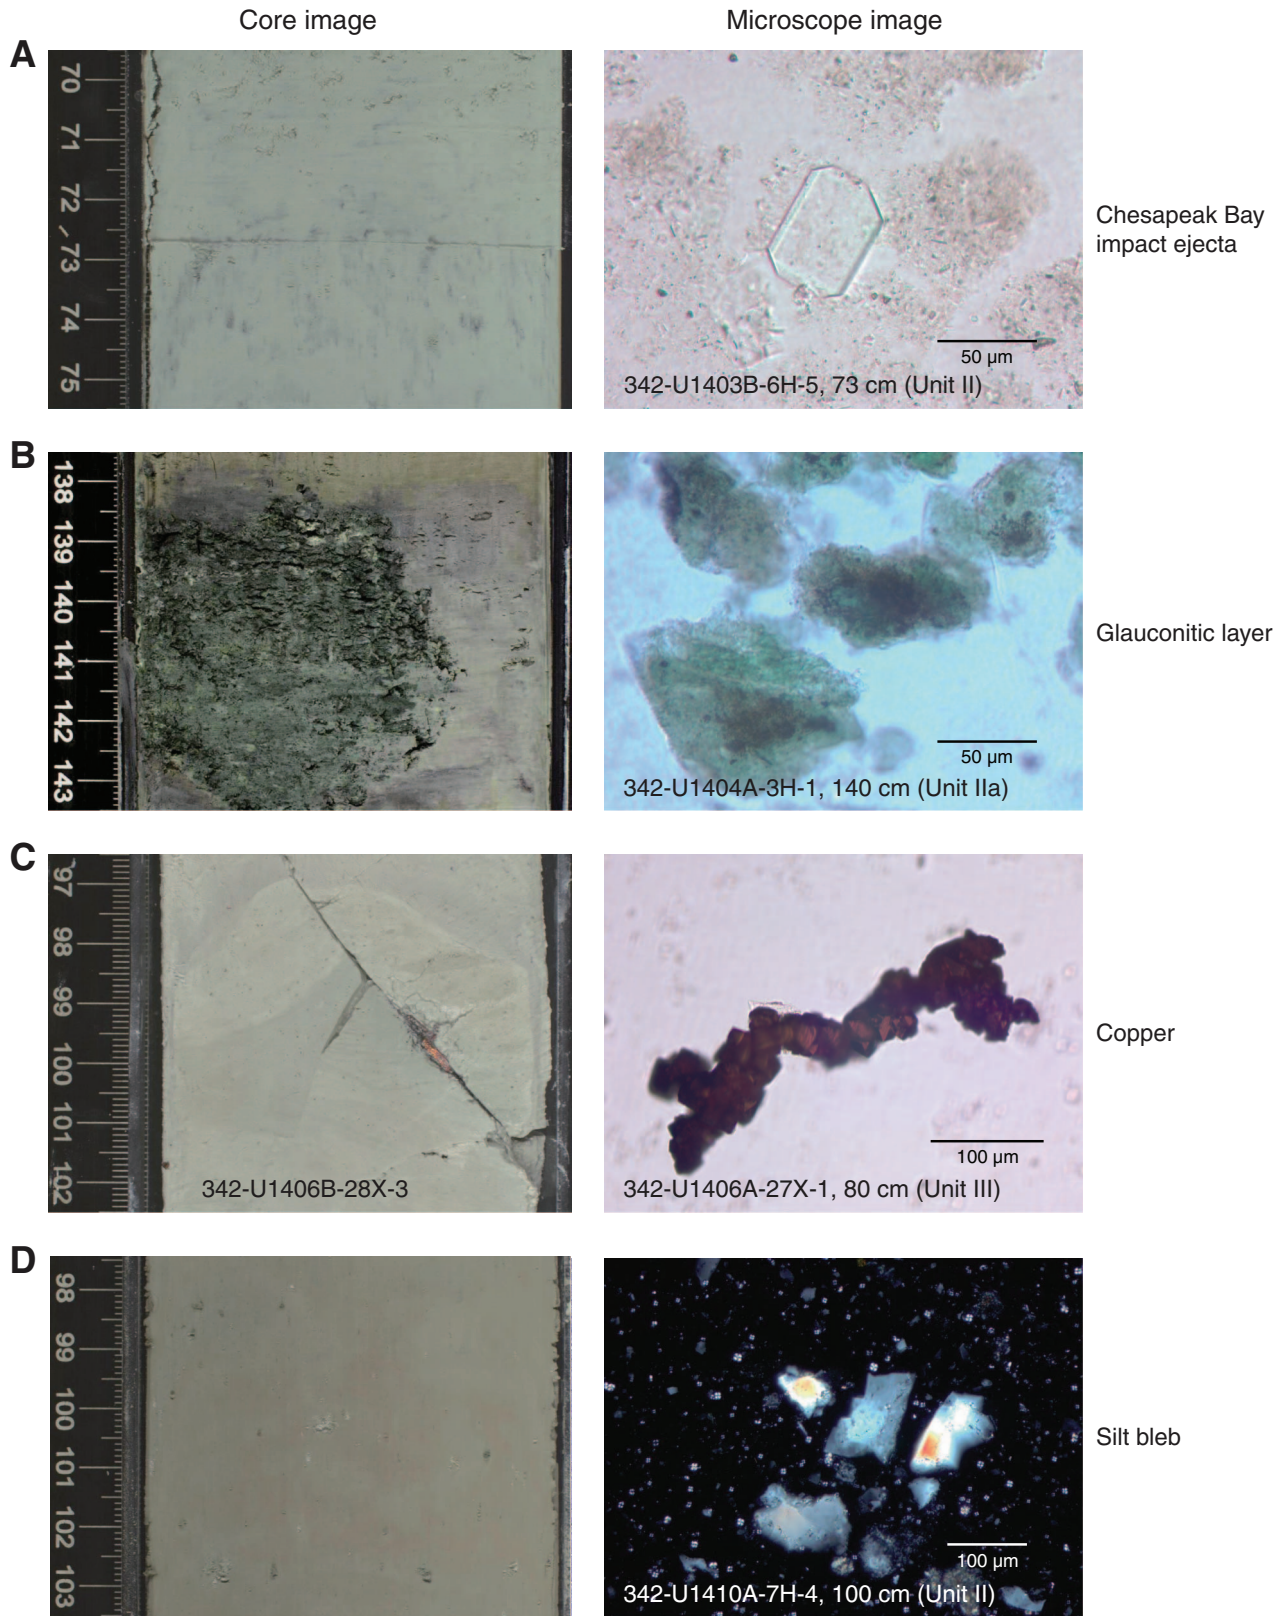 Core image
Microscope image
A
70
71
72
73
74
75
50 µm
342-U1403B-6H-5, 73 cm (Unit II)
Chesapeak Bay
impact ejecta
B
138
139
140
141
142
143
50 µm
342-U1404A-3H-1, 140 cm (Unit IIa)
Glauconitic layer
C
97
98
99
100
101
102
342-U1406B-28X-3
100 µm
342-U1406A-27X-1, 80 cm (Unit III)
Copper
D
98
99
100
101
102
103
100 µm
342-U1410A-7H-4, 100 cm (Unit II)
Silt bleb